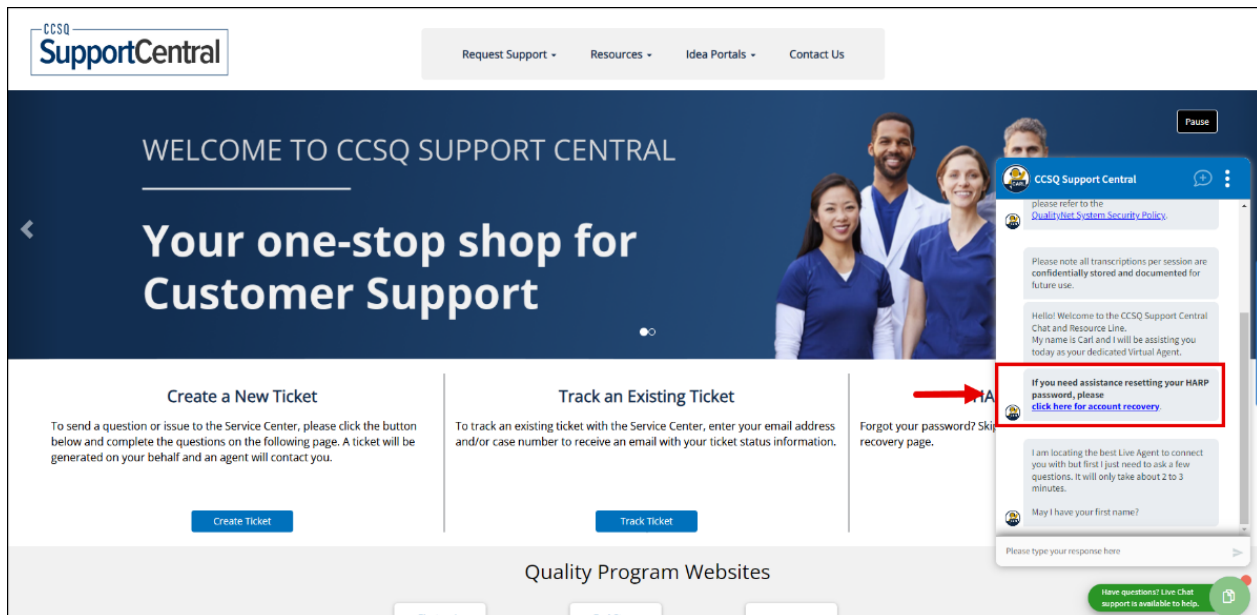 CCSQ
SupportCentral
Request Support
Resources
Idea Portals
Contact Us
Pause
WELCOME TO CCSQ SUPPORT CENTRAL
Your one-stop shop for
Customer Support
Create a New Ticket
To send a question or issue to the Service Center, please click the button
below and complete the questions on the following page. A ticket will be
generated on your behalf and an agent will contact you.
Create Ticket
Track an Existing Ticket
To track an existing ticket with the Service Center, enter your email address
and/or case number to receive an email with your ticket status information.
Track Ticket
HA
Forgot your password? Skip
recovery page.
Quality Program Websites
CARL
CCSQ Support Central
please refer to the
QualityNet System Security Policy.
Please note all transcriptions per session are
confidentially stored and documented for
future use.
Hello! Welcome to the CCSQ Support Central
Chat and Resource Line.
My name is Carl and I will be assisting you
today as your dedicated Virtual Agent.
If you need assistance resetting your HARP
password, please
click here for account recovery.
I am locating the best Live Agent to connect
you with but first I just need to ask a few
questions. It will only take about 2 to 3
minutes.
May I have your first name?
Please type your response here
Have questions? Live Chat
support is available to help.